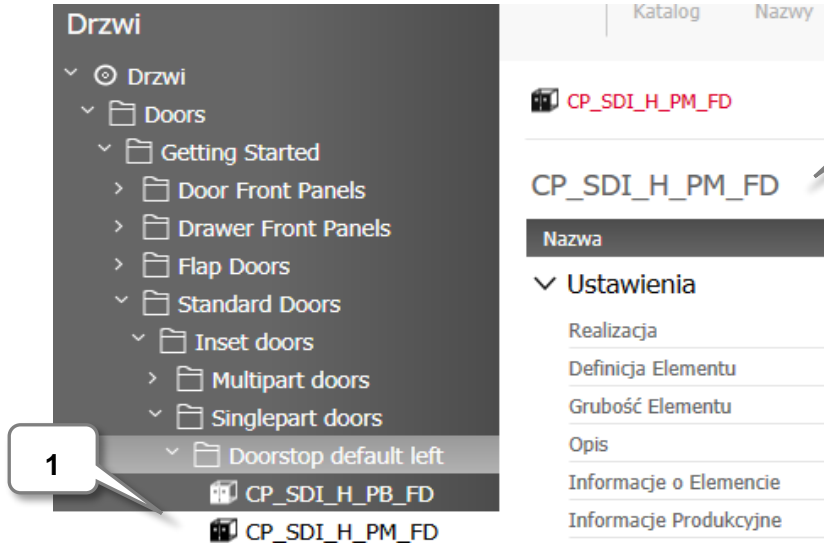 Drzwi
Drzwi
Doors
Getting Started
Door Front Panels
Drawer Front Panels
Flap Doors
Standard Doors
Inset doors
Multipart doors
Singlepart doors
Doorstop default left
CP_SDI_H_PB_FD
CP_SDI_H_PM_FD
1
Katalog Nazwy
CP_SDI_H_PM_FD
CP_SDI_H_PM_FD
Nazwa
Ustawienia
Realizacja
Definicja Elementu
Grubość Elementu
Opis
Informacje o Elemencie
Informacje Produkcyjne